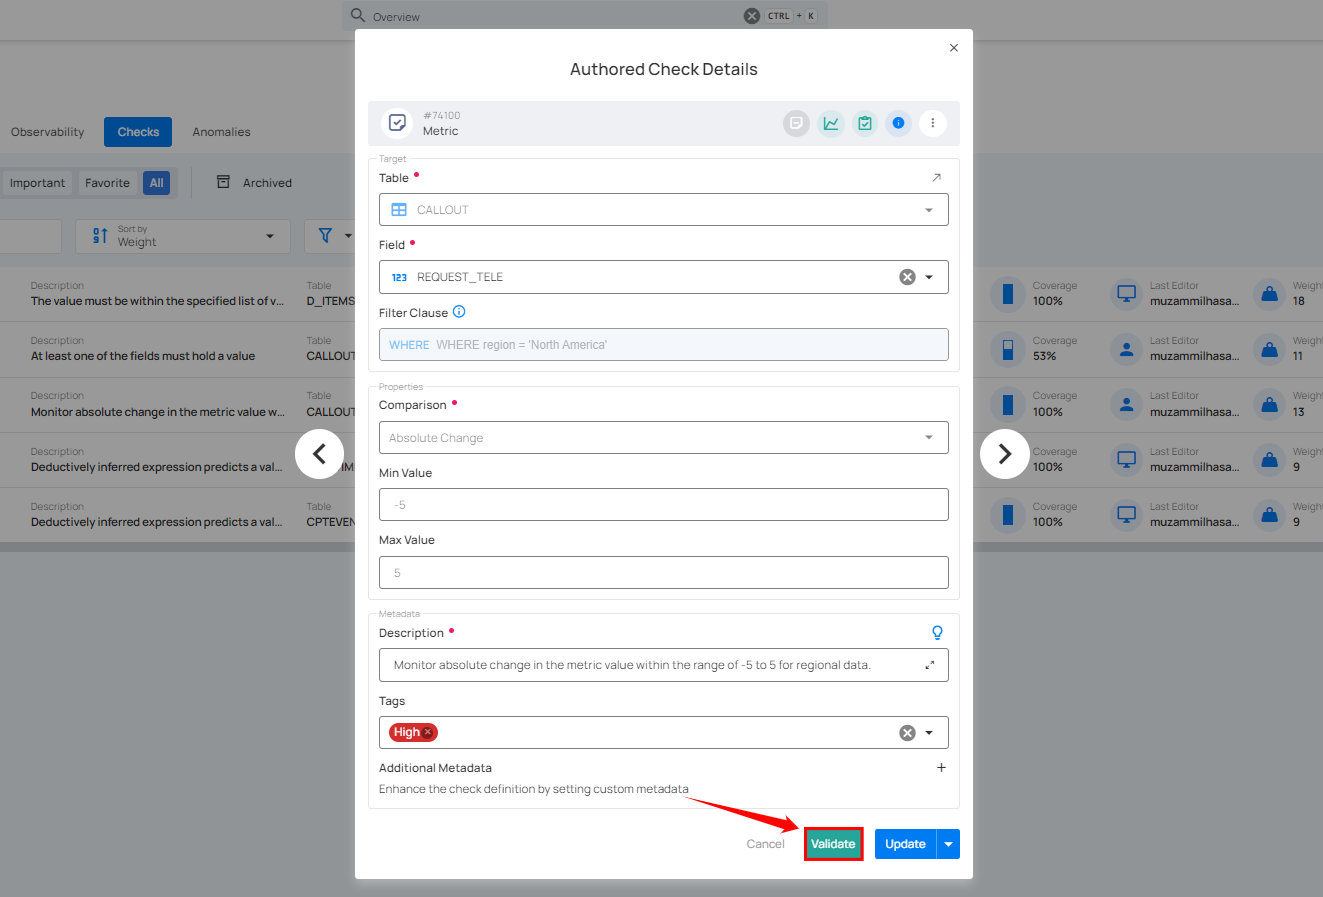 Overview
CTRL + K
Authored Check Details
#74100
Metric
Observability
Checks
Anomalies
Target
Table
Important
Favorite
All
Archived
CALLOUT
Sort by
Weight
Field
123 REQUEST_TELE
Filter Clause
WHERE WHERE region = 'North America'
Description
The value must be within the specified list of v...
Table
D_ITEMS
Coverage
100%
Last Editor
muzammilhasa...
Weight
18
Description
At least one of the fields must hold a value
Table
CALLOUT
Coverage
53%
Last Editor
muzammilhasa...
Weight
11
Description
Monitor absolute change in the metric value w...
Table
CALLOUT
Coverage
100%
Last Editor
muzammilhasa...
Weight
13
Description
Deductively inferred expression predicts a val...
Coverage
100%
Last Editor
muzammilhasa...
Weight
9
Description
Deductively inferred expression predicts a val...
Table
CPTEVEN
Coverage
100%
Last Editor
muzammilhasa...
Weight
9
Properties
Comparison
Absolute Change
Min Value
-5
Max Value
5
Metadata
Description
Monitor absolute change in the metric value within the range of -5 to 5 for regional data.
Tags
High
Additional Metadata
Enhance the check definition by setting custom metadata
Cancel
Validate
Update